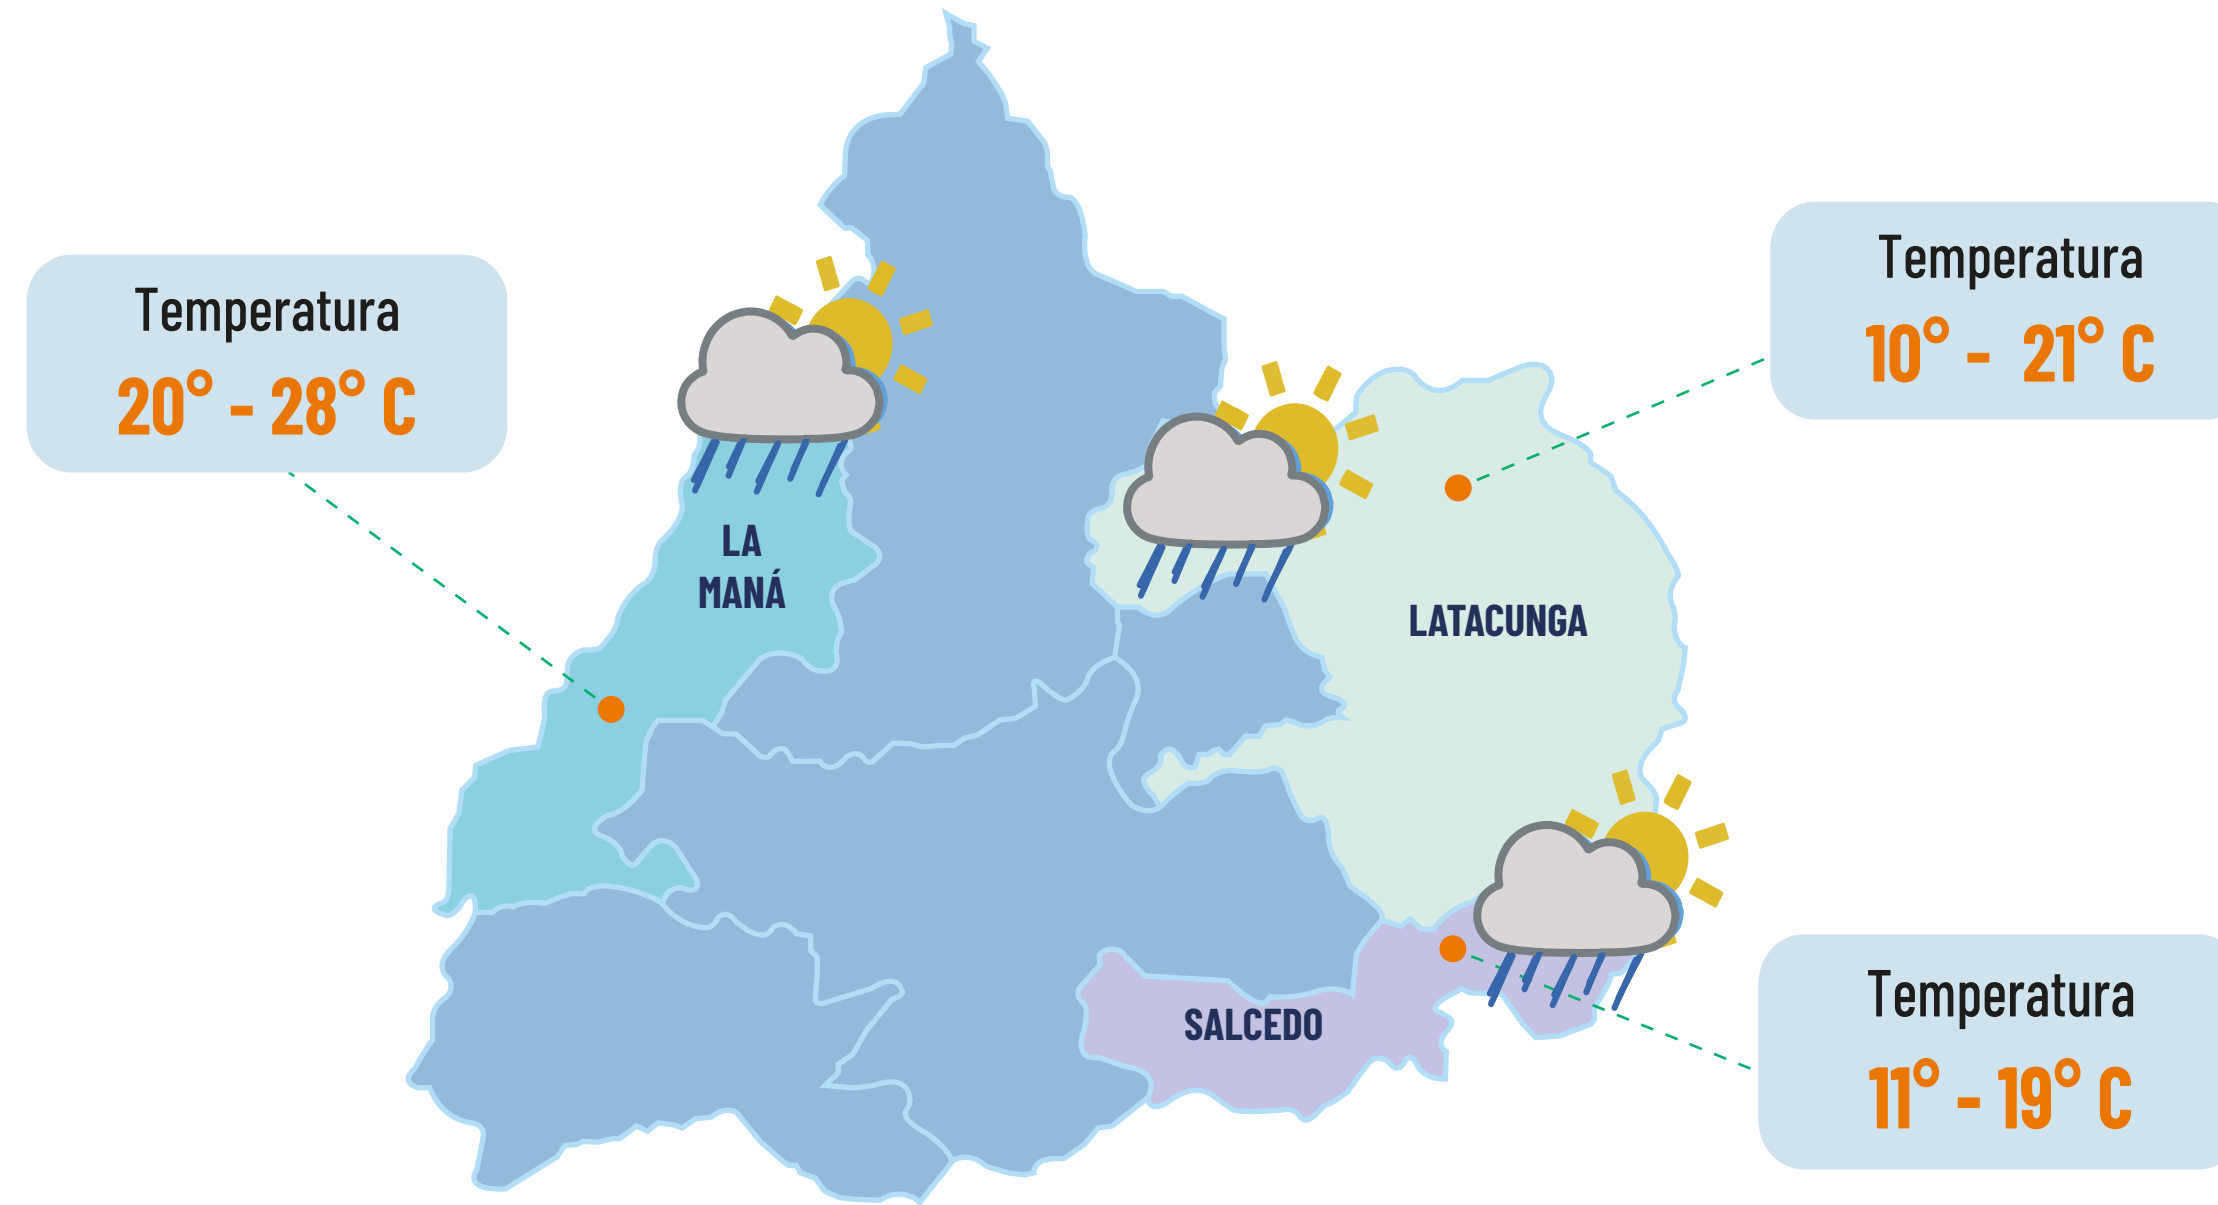 Temperatura
10° - 21° C
Temperatura
20° - 28° C
LA
MANÁ
LATACUNGA
SALCEDO
Temperatura
11° - 19° C